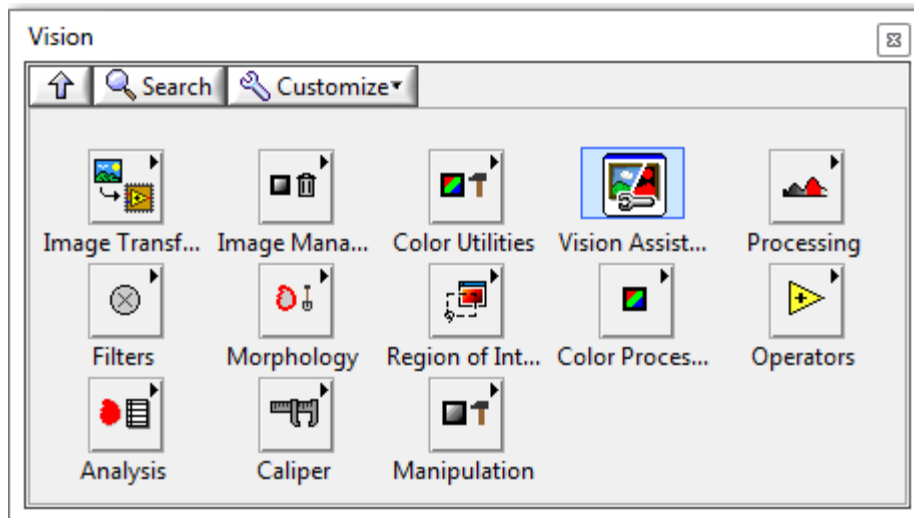 Vision
Search Customize
Image Transf... Image Mana... Color Utilities Vision Assist... Processing
Filters Morphology Region of Int... Color Proces... Operators
Analysis Caliper Manipulation